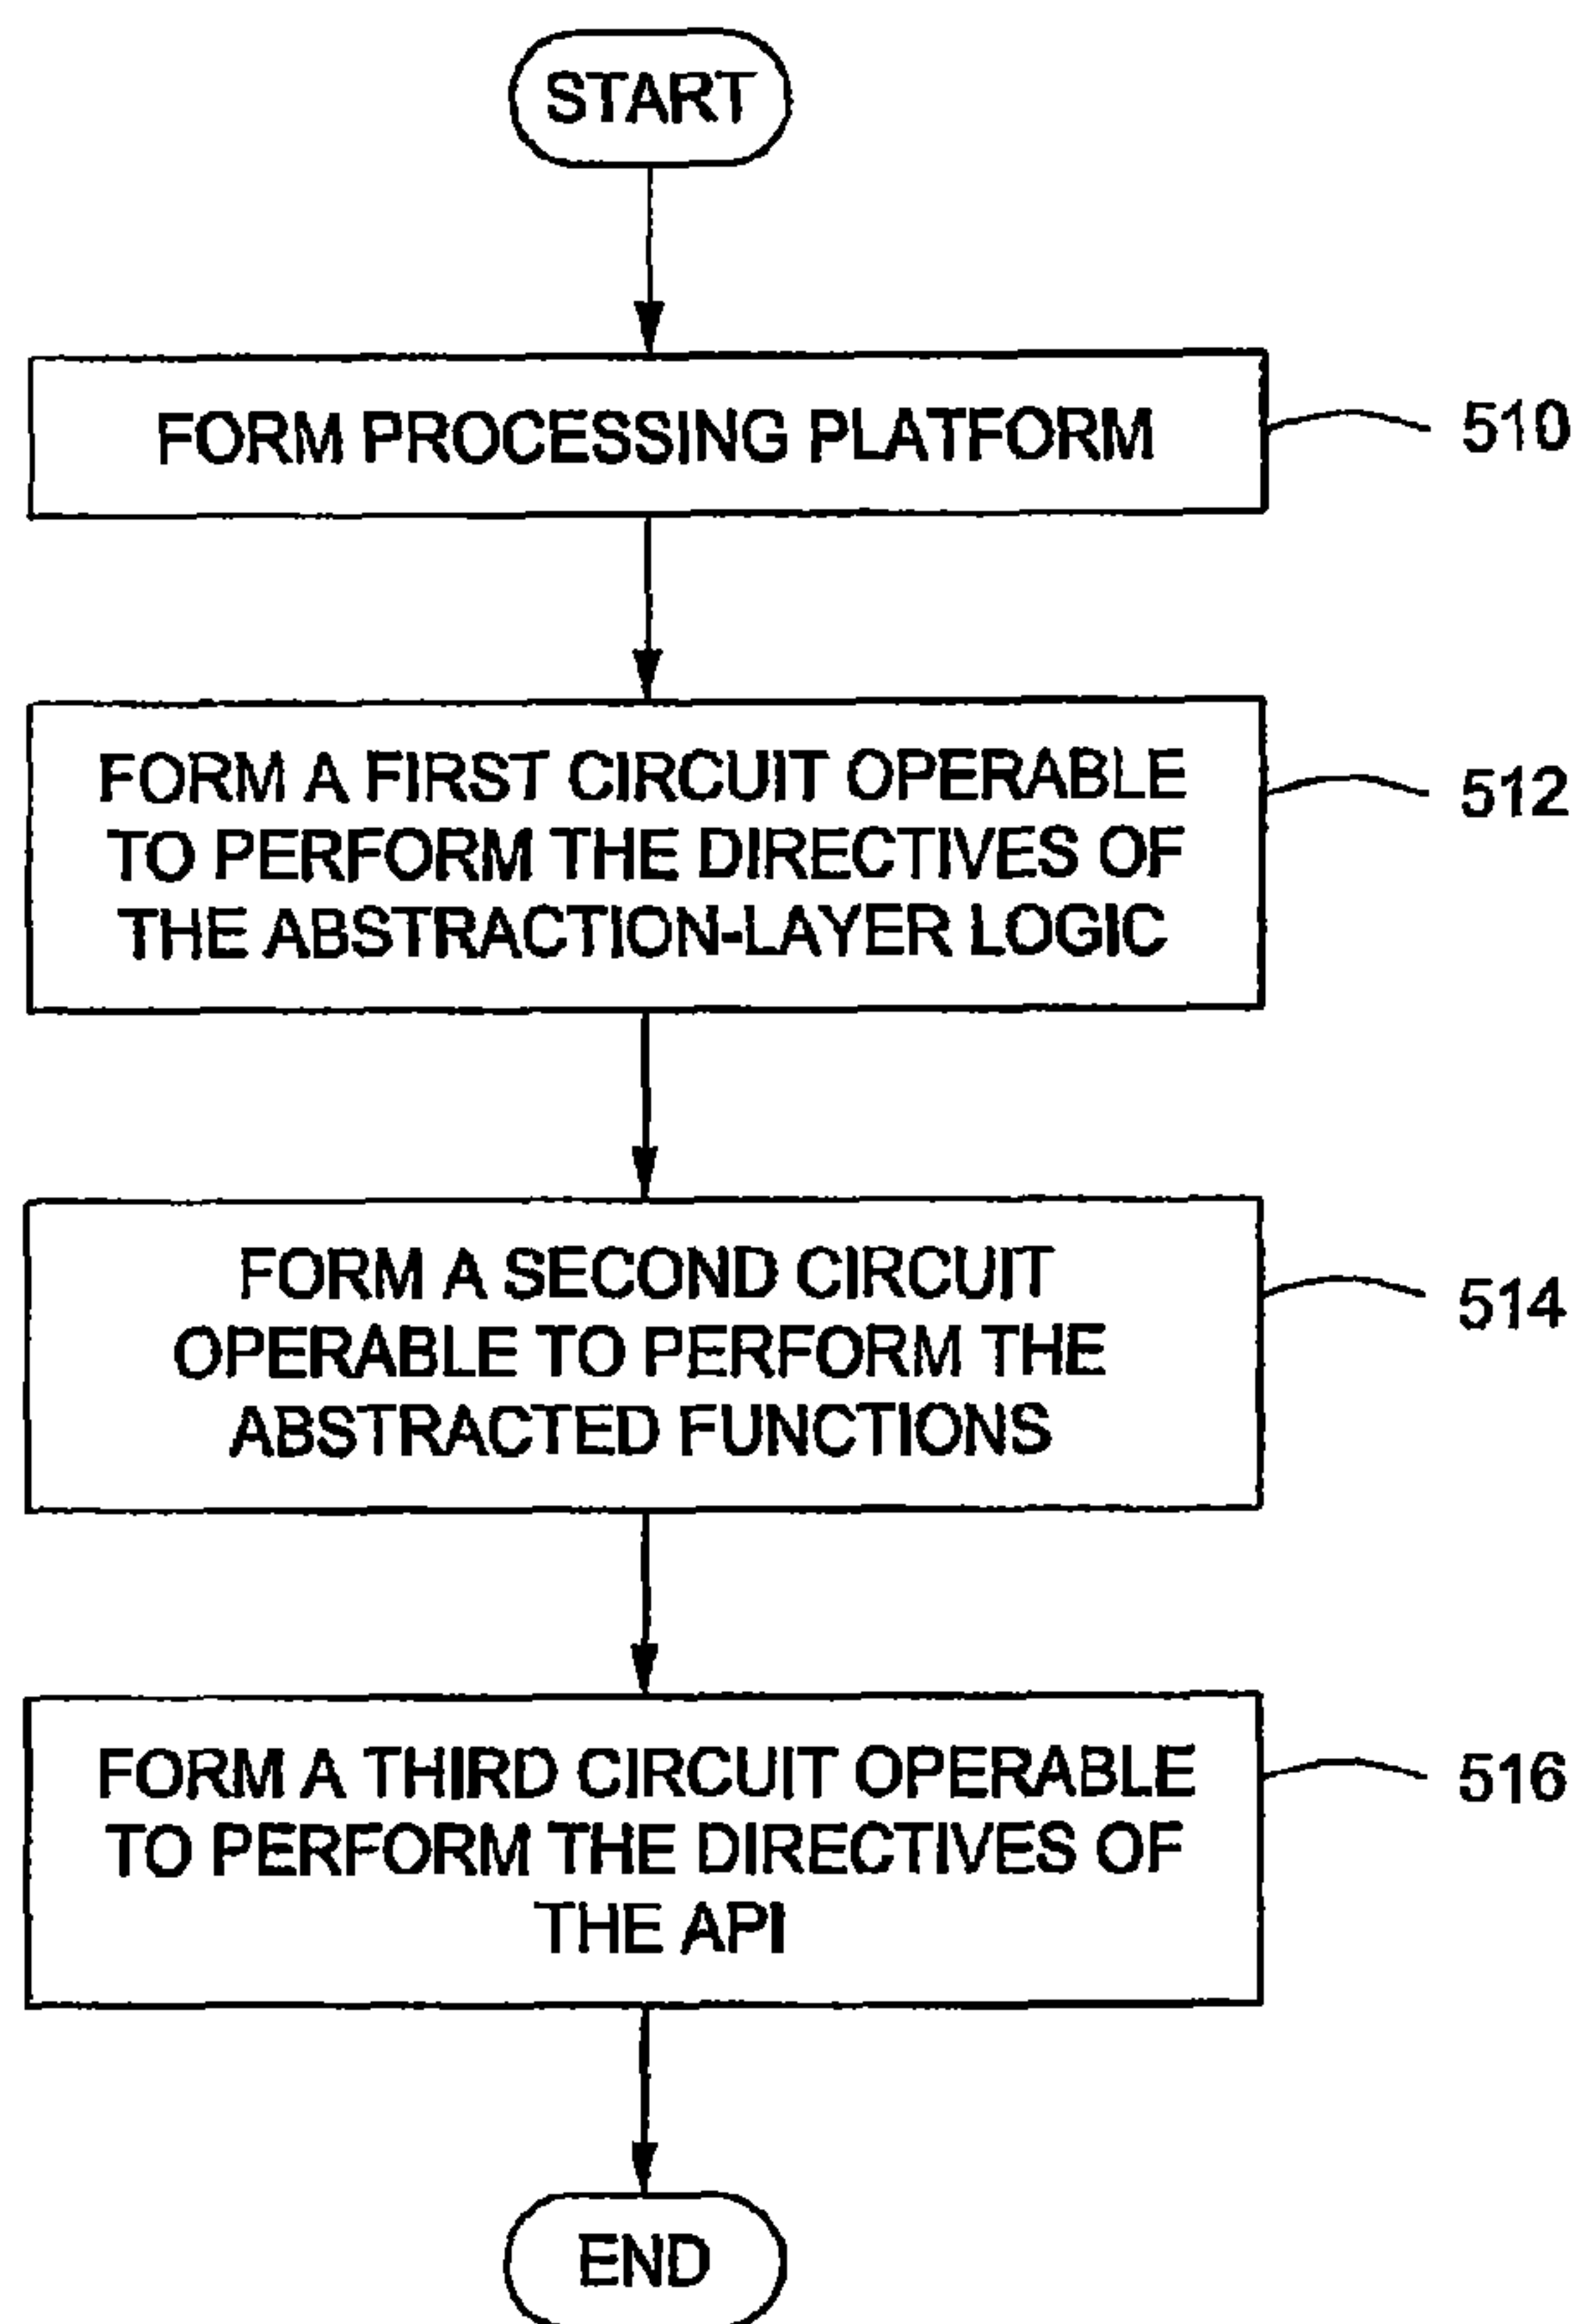 START
FORM PROCESSING PLATFORM
510
FORM A FIRST CIRCUIT OPERABLE
TO PERFORM THE DIRECTIVES OF
THE ABSTRACTION-LAYER LOGIC
512
FORM A SECOND CIRCUIT
OPERABLE TO PERFORM THE
ABSTRACTED FUNCTIONS
514
FORM A THIRD CIRCUIT OPERABLE
TO PERFORM THE DIRECTIVES OF
THE API
516
END